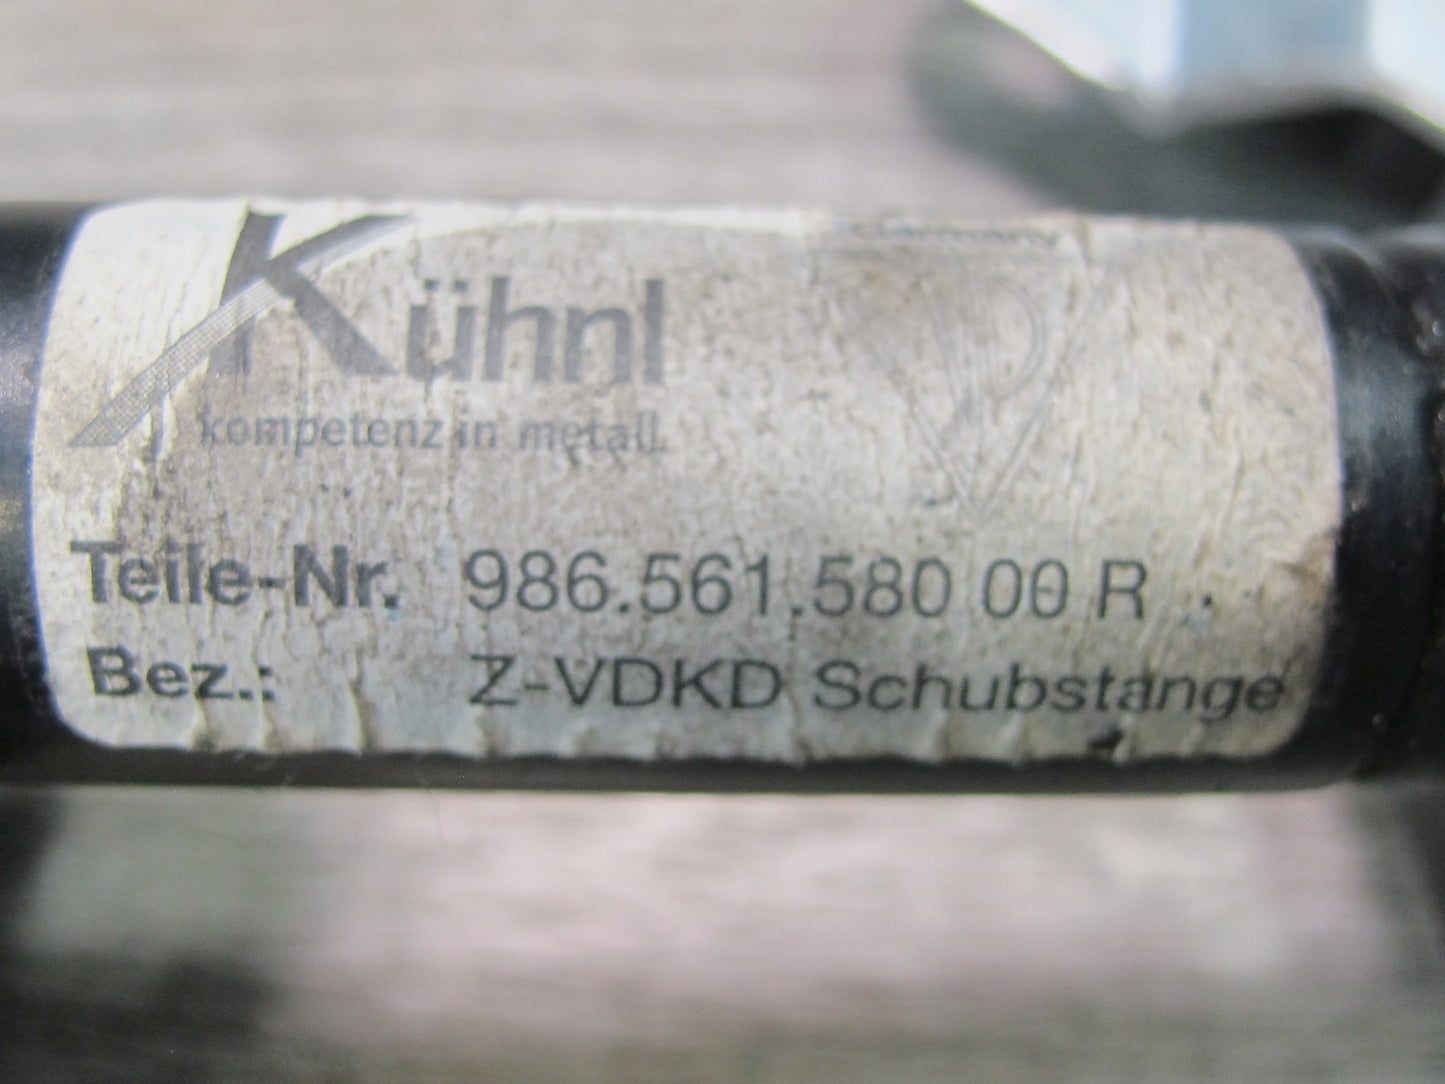 Kühnl
kompetenz in metall
Teile-Nr. 986.561.580 00 R
Bez.: Z-VDKD Schubstange